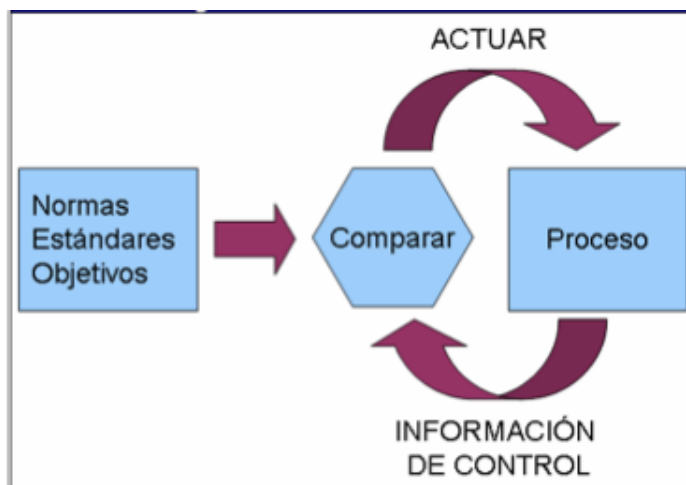 ACTUAR
Normas
Estándares
Objetivos
Comparar
Proceso
INFORMACIÓN
DE CONTROL